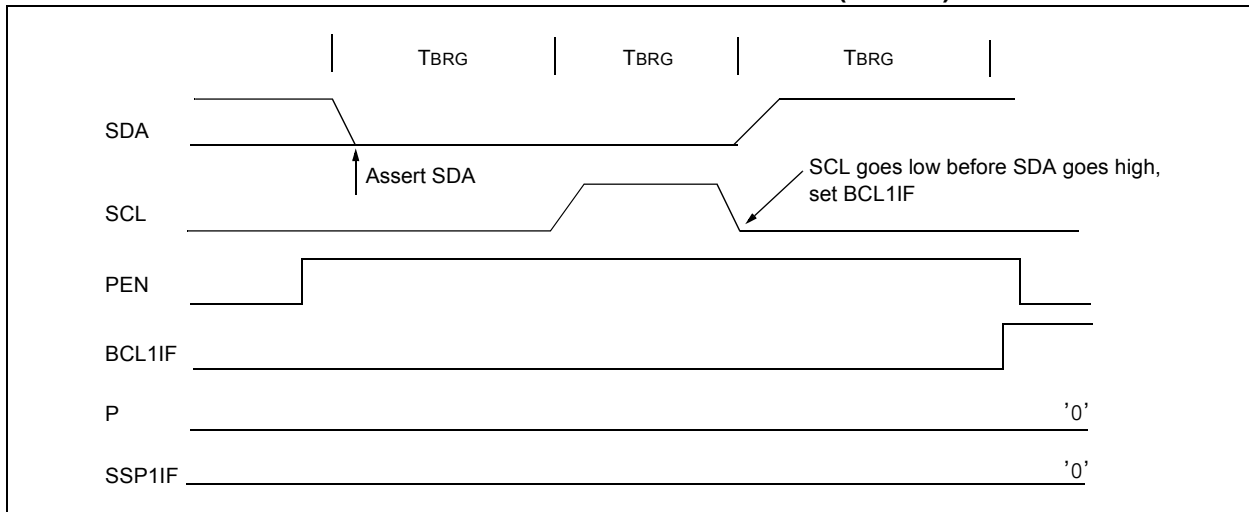 TBRG TBRG TBRG
SDA
Assert SDA
SCL goes low before SDA goes high,
set BCL1IF
SCL
PEN
BCL1IF
P '0'
SSP1IF '0'